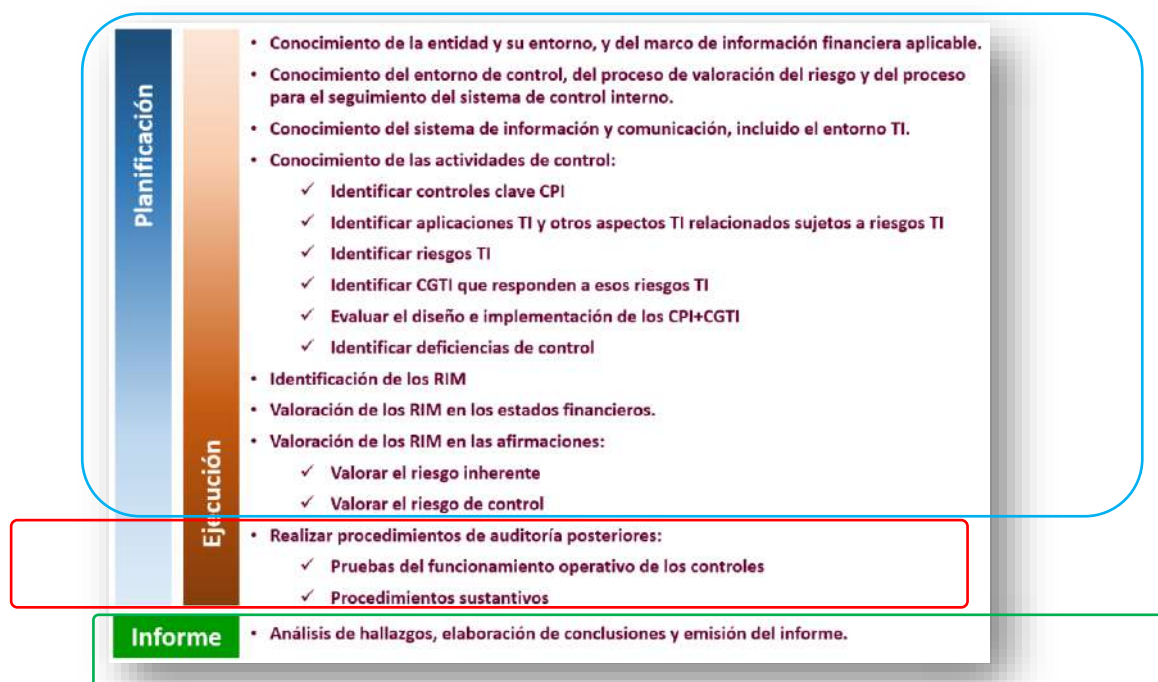 Planificación
Ejecución
• Conocimiento de la entidad y su entorno, y del marco de información financiera aplicable.
• Conocimiento del entorno de control, del proceso de valoración del riesgo y del proceso
para el seguimiento del sistema de control interno.
• Conocimiento del sistema de información y comunicación, incluido el entorno TI.
• Conocimiento de las actividades de control:
✓ Identificar controles clave CPI
✓ Identificar aplicaciones TI y otros aspectos TI relacionados sujetos a riesgos TI
✓ Identificar riesgos TI
✓ Identificar CGTI que responden a esos riesgos TI
✓ Evaluar el diseño e implementación de los CPI+CGTI
✓ Identificar deficiencias de control
• Identificación de los RIM
• Valoración de los RIM en los estados financieros.
• Valoración de los RIM en las afirmaciones:
✓ Valorar el riesgo inherente
✓ Valorar el riesgo de control
• Realizar procedimientos de auditoría posteriores:
✓ Pruebas del funcionamiento operativo de los controles
✓ Procedimientos sustantivos
Informe
• Análisis de hallazgos, elaboración de conclusiones y emisión del informe.